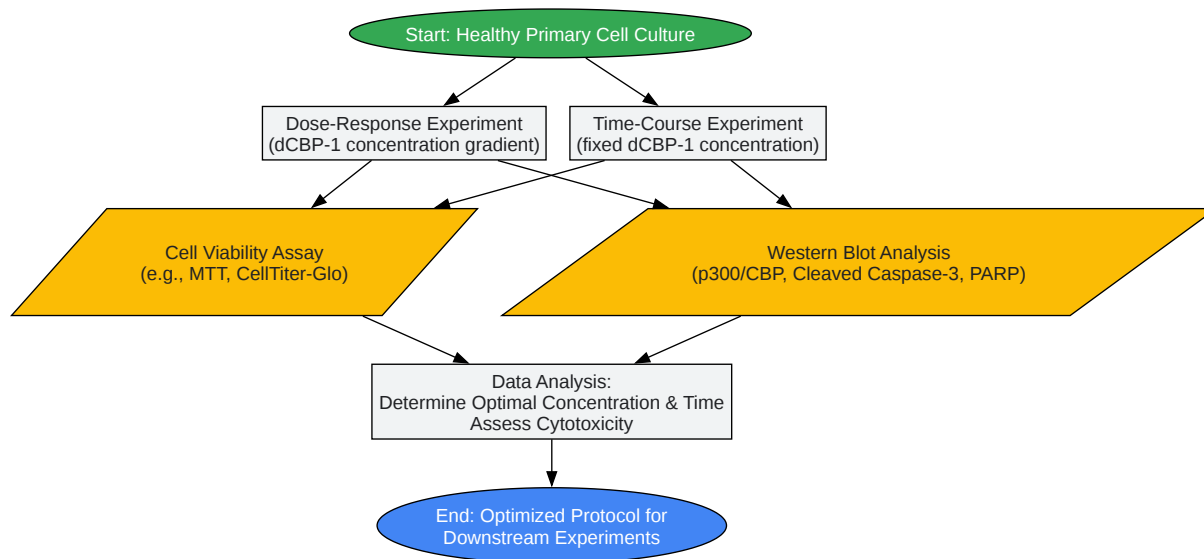 Start: Healthy Primary Cell Culture
Dose-Response Experiment
(dCBP-1 concentration gradient)
Time-Course Experiment
(fixed dCBP-1 concentration)
Cell Viability Assay
(e.g., MTT, CellTiter-Glo)
Western Blot Analysis
(p300/CBP, Cleaved Caspase-3, PARP)
Data Analysis:
Determine Optimal Concentration & Time
Assess Cytotoxicity
End: Optimized Protocol for
Downstream Experiments